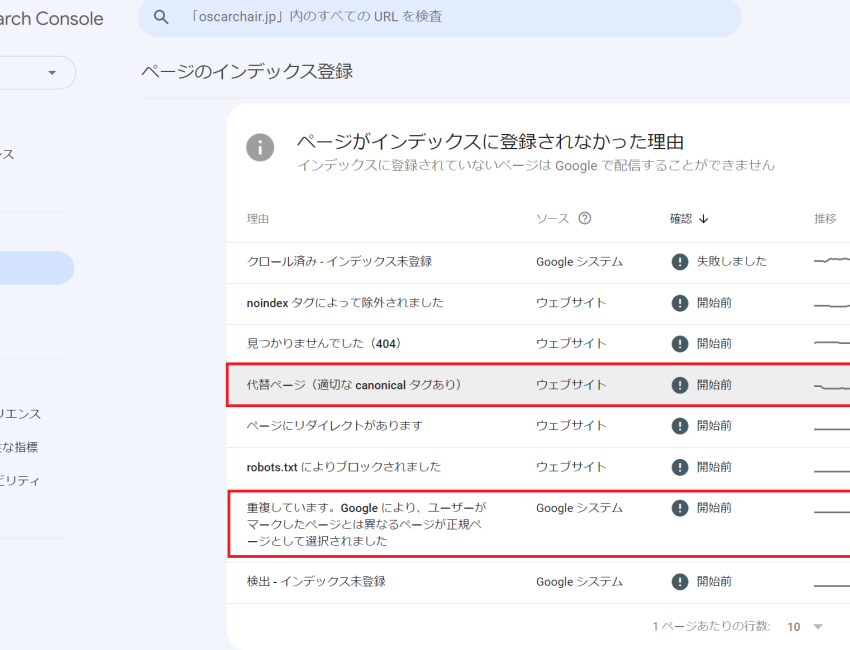 arch Console
「oscarchair.jp」内のすべての URL を検査
ページのインデックス登録
ページがインデックスに登録されなかった理由
インデックスに登録されていないページは Google で配信することができません
ス
理由 ソース 確認 推移
クロール済み - インデックス未登録 Google システム 失敗しました
noindex タグによって除外されました ウェブサイト 開始前
見つかりませんでした（404） ウェブサイト 開始前
代替ページ（適切な canonical タグあり） ウェブサイト 開始前
リエンス
ページにリダイレクトがあります ウェブサイト 開始前
な指標
robots.txt によりブロックされました ウェブサイト 開始前
ビリティ
重複しています。Google により、ユーザーが Google システム 開始前
マークしたページとは異なるページが正規ペ
ージとして選択されました
検出 - インデックス未登録 Google システム 開始前
1 ページあたりの行数: 10